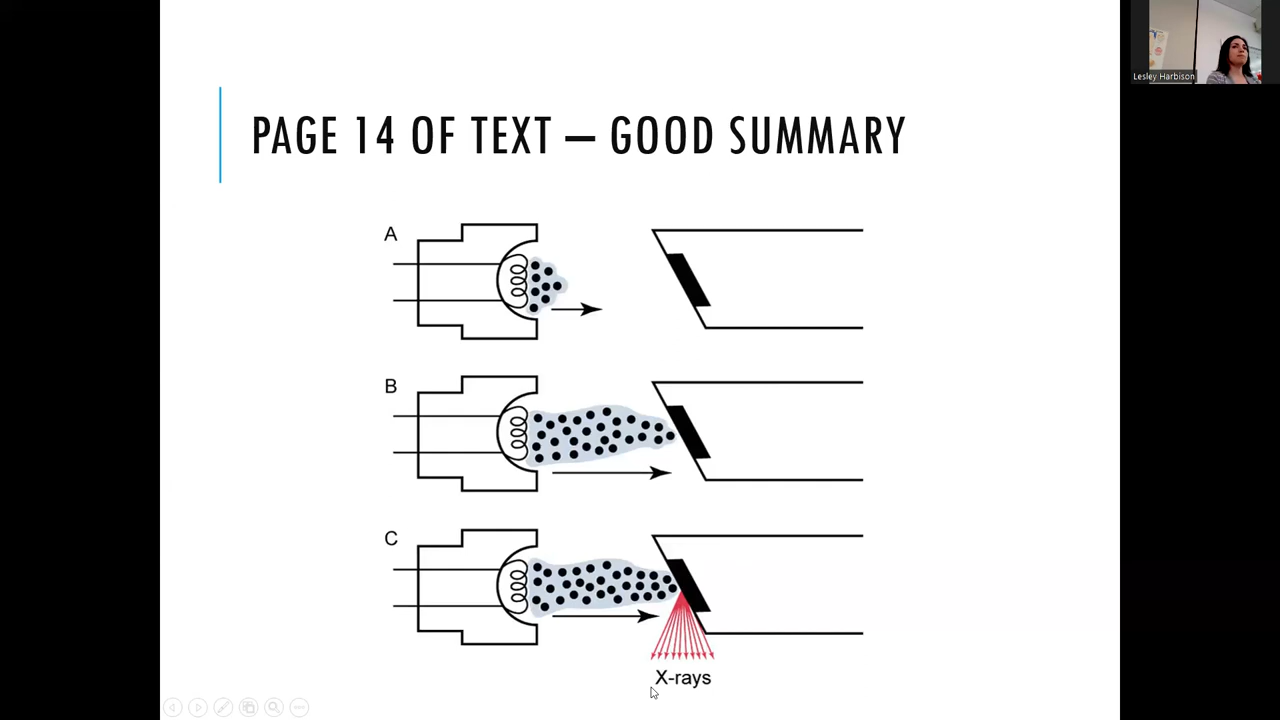 PAGE 14 OF TEXT – GOOD SUMMARY
Lesley Harbison
A
B
C
X-rays